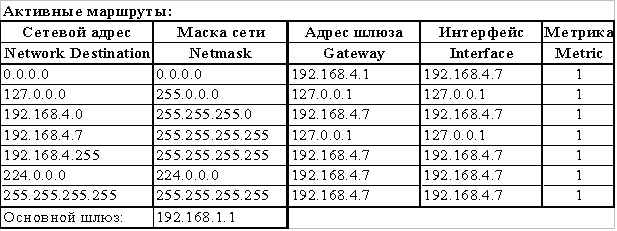 Активные маршруты:
Сетевой адрес Маска сети Адрес шлюза Интерфейс Метрика
Network Destination Netmask Gateway Interface Metric
0.0.0.0 0.0.0.0 192.168.4.1 192.168.4.7 1
127.0.0.0 255.0.0.0 127.0.0.1 127.0.0.1 1
192.168.4.0 255.255.255.0 192.168.4.7 192.168.4.7 1
192.168.4.7 255.255.255.255 127.0.0.1 127.0.0.1 1
192.168.4.255 255.255.255.255 192.168.4.7 192.168.4.7 1
224.0.0.0 224.0.0.0 192.168.4.7 192.168.4.7 1
255.255.255.255 255.255.255.255 192.168.4.7 192.168.4.7 1
Основной шлюз: 192.168.1.1